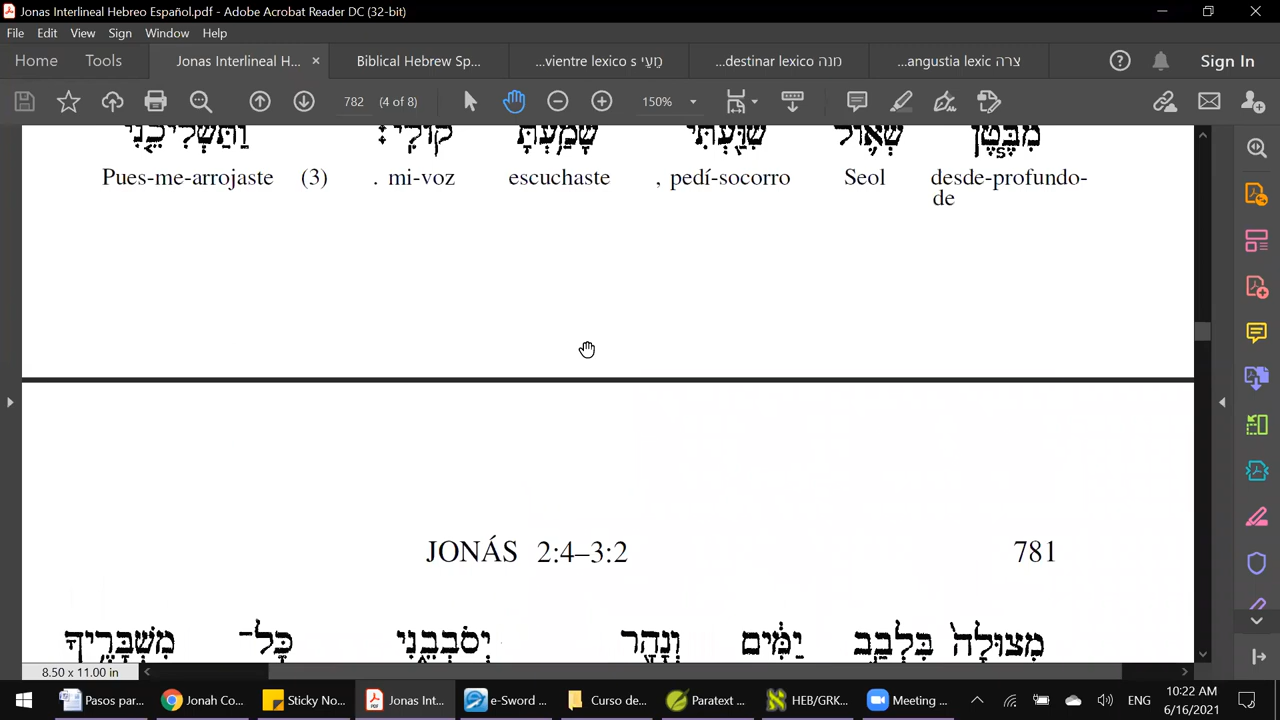 Jonas Interlineal Hebreo Español.pdf - Adobe Acrobat Reader DC (32-bit)
File Edit View Sign Window Help
Home Tools Jonas Interlineal H... × Biblical Hebrew Sp... ...vientre lexico s מֵעֶי ...destinar lexico מנה ...angustia lexic צרה Sign In
782 (4 of 8) 150%
מִבֶּ֧טֶן שְׁא֛וֹל שִׁוַּ֖עְתִּי שָׁמַ֥עְתָּ קוֹלִֽי׃ וַתַּשְׁלִיכֵ֤נִי
Pues-me-arrojaste (3) . mi-voz escuchaste , pedí-socorro Seol desde-profundo-
de
JONÁS 2:4–3:2 781
מְצוּלָה֙ בִּלְבַ֣ב יַמִּ֔ים וְנָהָ֖ר יְסֹבְבֵ֑נִי כָּל־ מִשְׁבָּרֶ֥יךָ
8.50 x 11.00 in
Pasos par... Jonah Co... Sticky No... Jonas Int... e-Sword ... Curso de... Paratext ... HEB/GRK... Meeting ... ENG 10:22 AM
6/16/2021